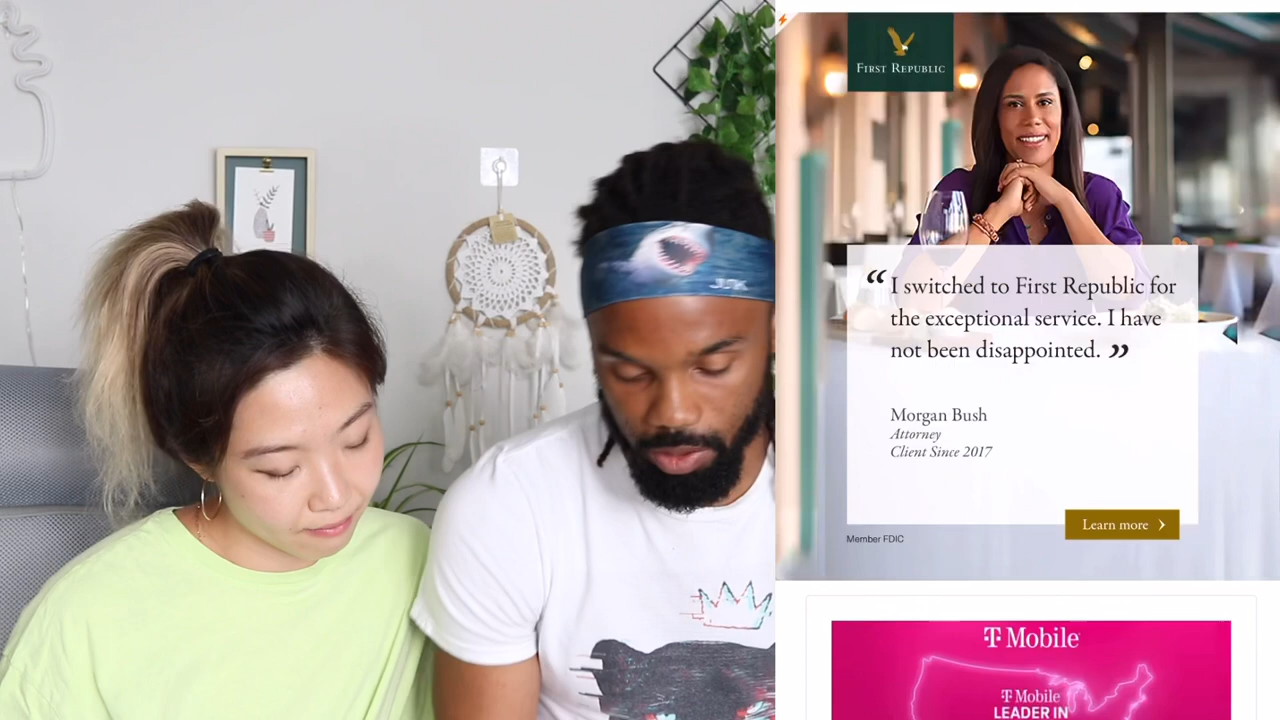 FIRST REPUBLIC
“ I switched to First Republic for
the exceptional service. I have
not been disappointed. ”
Morgan Bush
Attorney
Client Since 2017
Learn more
Member FDIC
T Mobile
T Mobile
LEADER IN
JUNK